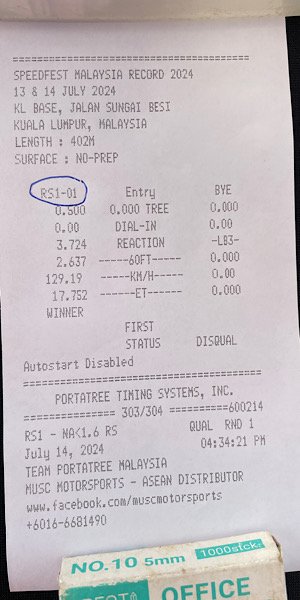 ==========================================
SPEEDFEST MALAYSIA RECORD 2024
13 & 14 JULY 2024
KL BASE, JALAN SUNGAI BESI
KUALA LUMPUR, MALAYSIA
LENGTH : 402M
SURFACE : NO-PREP
RS1-01 Entry BYE
0.500 0.000 TREE 0.000
0.00 DIAL-IN 0.00
3.724 REACTION -LB3-
2.637 ------60FT------ 0.000
129.19 -----KM/H----- 0.00
17.752 ------ET------ 0.000
WINNER
FIRST
STATUS DISQUAL
Autostart Disabled
==========================================
PORTATREE TIMING SYSTEMS, INC.
=============== 303/304 ==========600214
RS1 - NA<1.6 RS QUAL RND 1
July 14, 2024 04:34:21 PM
TEAM PORTATREE MALAYSIA
MUSC MOTORSPORTS - ASEAN DISTRIBUTOR
www.facebook.com/muscmotorsports
+6016-6681490
NO.10 5mm 1000stick
OFFICE